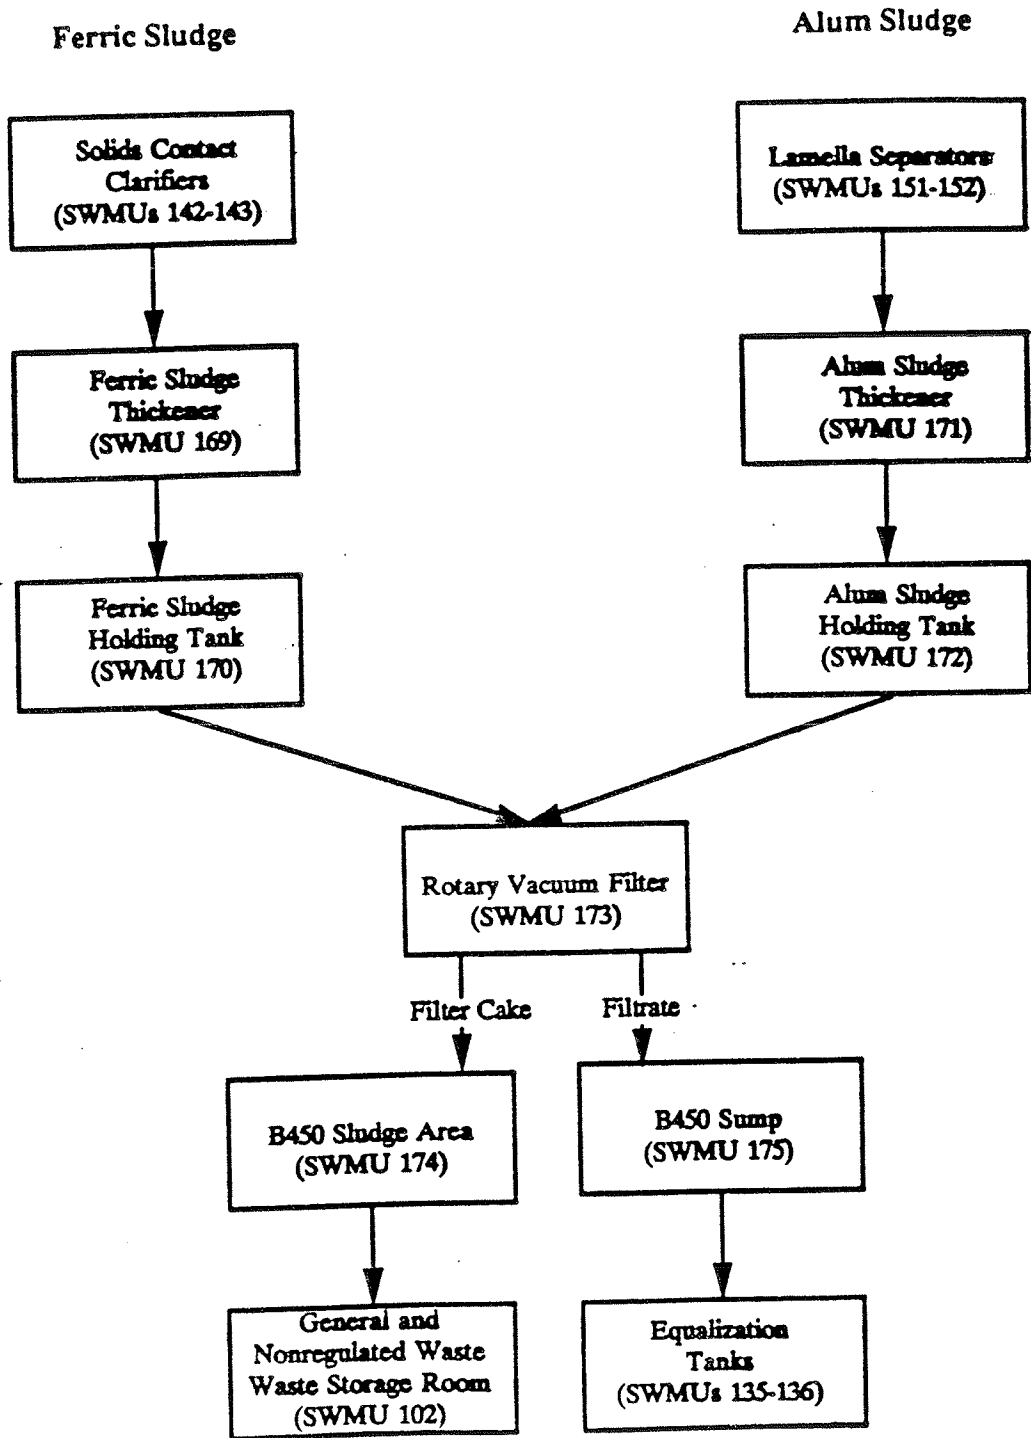 Ferric Sludge
Alum Sludge
Solids Contact
Clarifiers
(SWMUs 142-143)
Lamella Separators
(SWMUs 151-152)
Ferric Sludge
Thickener
(SWMU 169)
Alum Sludge
Thickener
(SWMU 171)
Ferric Sludge
Holding Tank
(SWMU 170)
Alum Sludge
Holding Tank
(SWMU 172)
Rotary Vacuum Filter
(SWMU 173)
Filter Cake
Filtrate
B450 Sludge Area
(SWMU 174)
B450 Sump
(SWMU 175)
General and
Nonregulated Waste
Waste Storage Room
(SWMU 102)
Equalization
Tanks
(SWMUs 135-136)